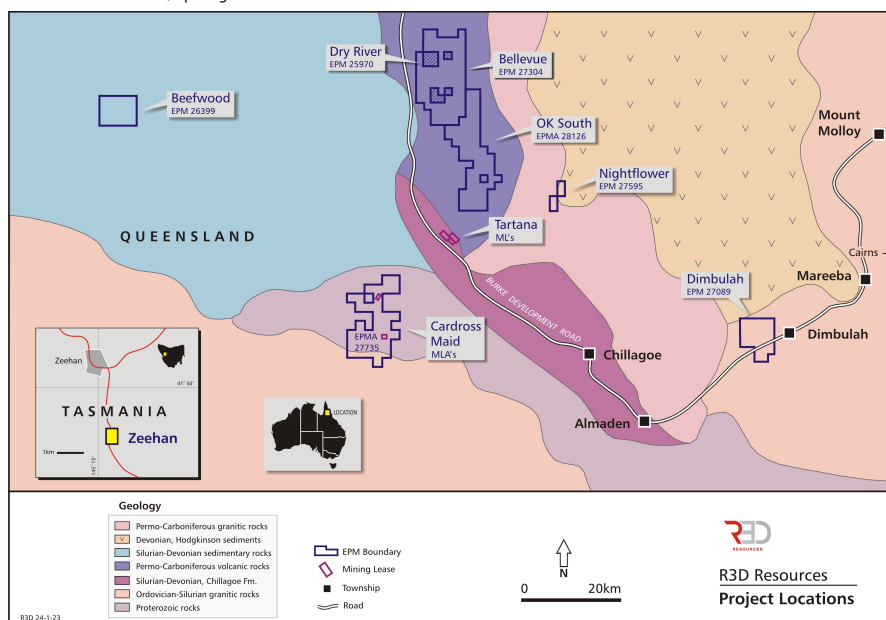 Dry River
EPM 25970
Bellevue
EPM 27304
Beefwood
EPM 26399
OK South
EPMA 28126
Mount
Molloy
Nightflower
EPM 27595
Tartana
ML's
QUEENSLAND
Cairns
Mareeba
Dimbulah
EPM 27089
BURKE DEVELOPMENT ROAD
Cardross
Maid
MLA's
EPMA
27735
Dimbulah
Chillagoe
Almaden
Zeehan
41° 50'
TASMANIA
Zeehan
1km
145° 15'
LOCATION
Geology
Permo-Carboniferous granitic rocks
Devonian, Hodgkinson sediments
Silurian-Devonian sedimentary rocks
Permo-Carboniferous volcanic rocks
Silurian-Devonian, Chillagoe Fm.
Ordovician-Silurian granitic rocks
Proterozoic rocks
EPM Boundary
Mining Lease
Township
Road
N
0 20km
R3D
RESOURCES
R3D Resources
Project Locations
R3D 24-1-23